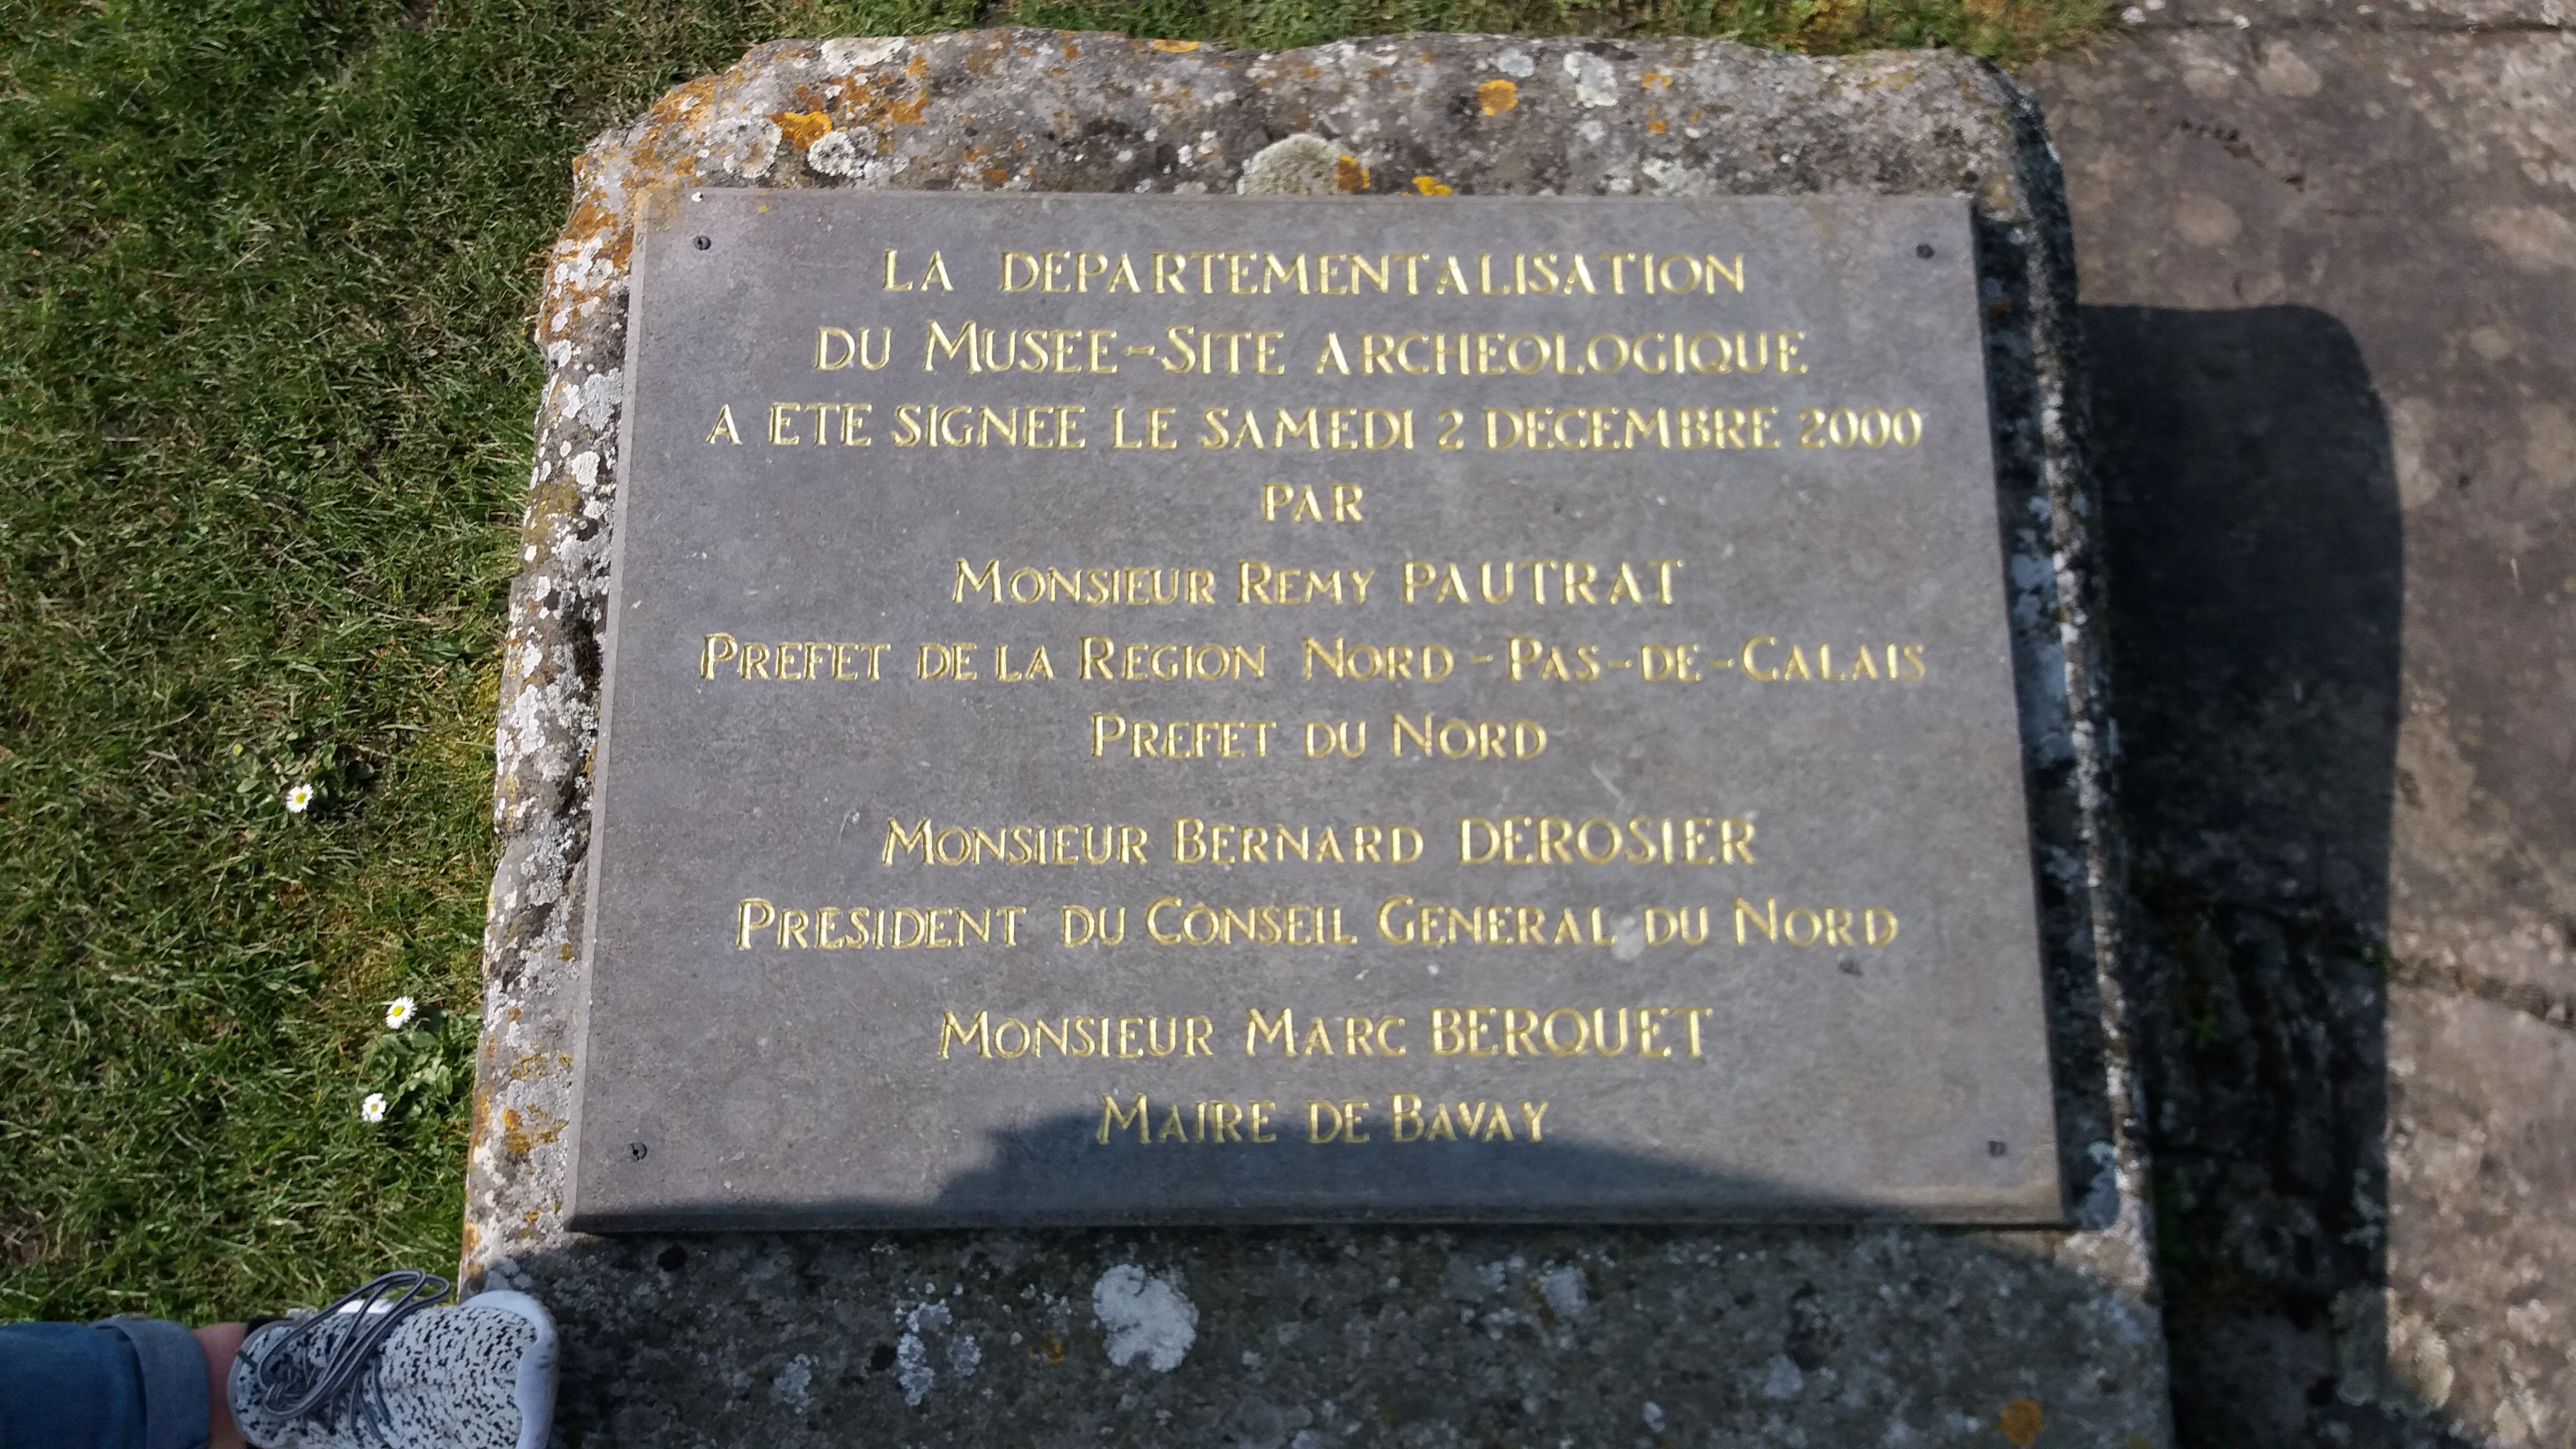 LA DEPARTEMENTALISATION
DU MUSEE-SITE ARCHEOLOGIQUE
A ETE SIGNEE LE SAMEDI 2 DECEMBRE 2000
PAR
MONSIEUR REMY PAUTRAT
PREFET DE LA REGION NORD-PAS-DE-CALAIS
PREFET DU NORD
MONSIEUR BERNARD DEROSIER
PRESIDENT DU CONSEIL GENERAL DU NORD
MONSIEUR MARC BERQUET
MAIRE DE BAVAY